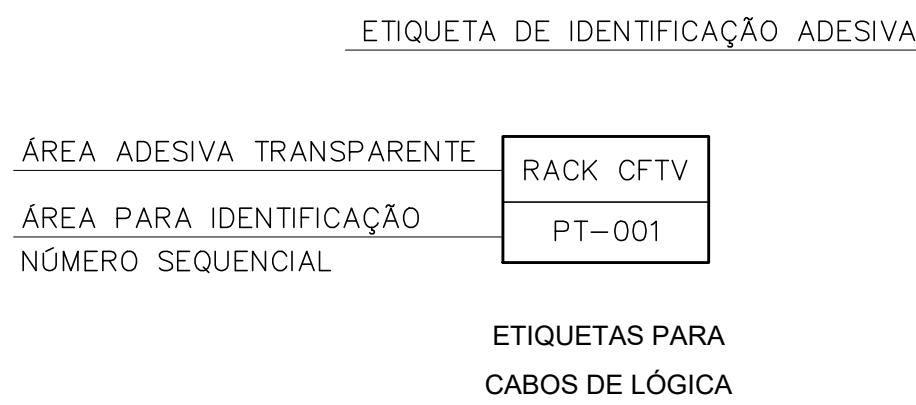 ETIQUETA DE IDENTIFICAÇÃO ADESIVA
ÁREA ADESIVA TRANSPARENTE
RACK CFTV
ÁREA PARA IDENTIFICAÇÃO
NÚMERO SEQUENCIAL
PT-001
ETIQUETAS PARA
CABOS DE LÓGICA